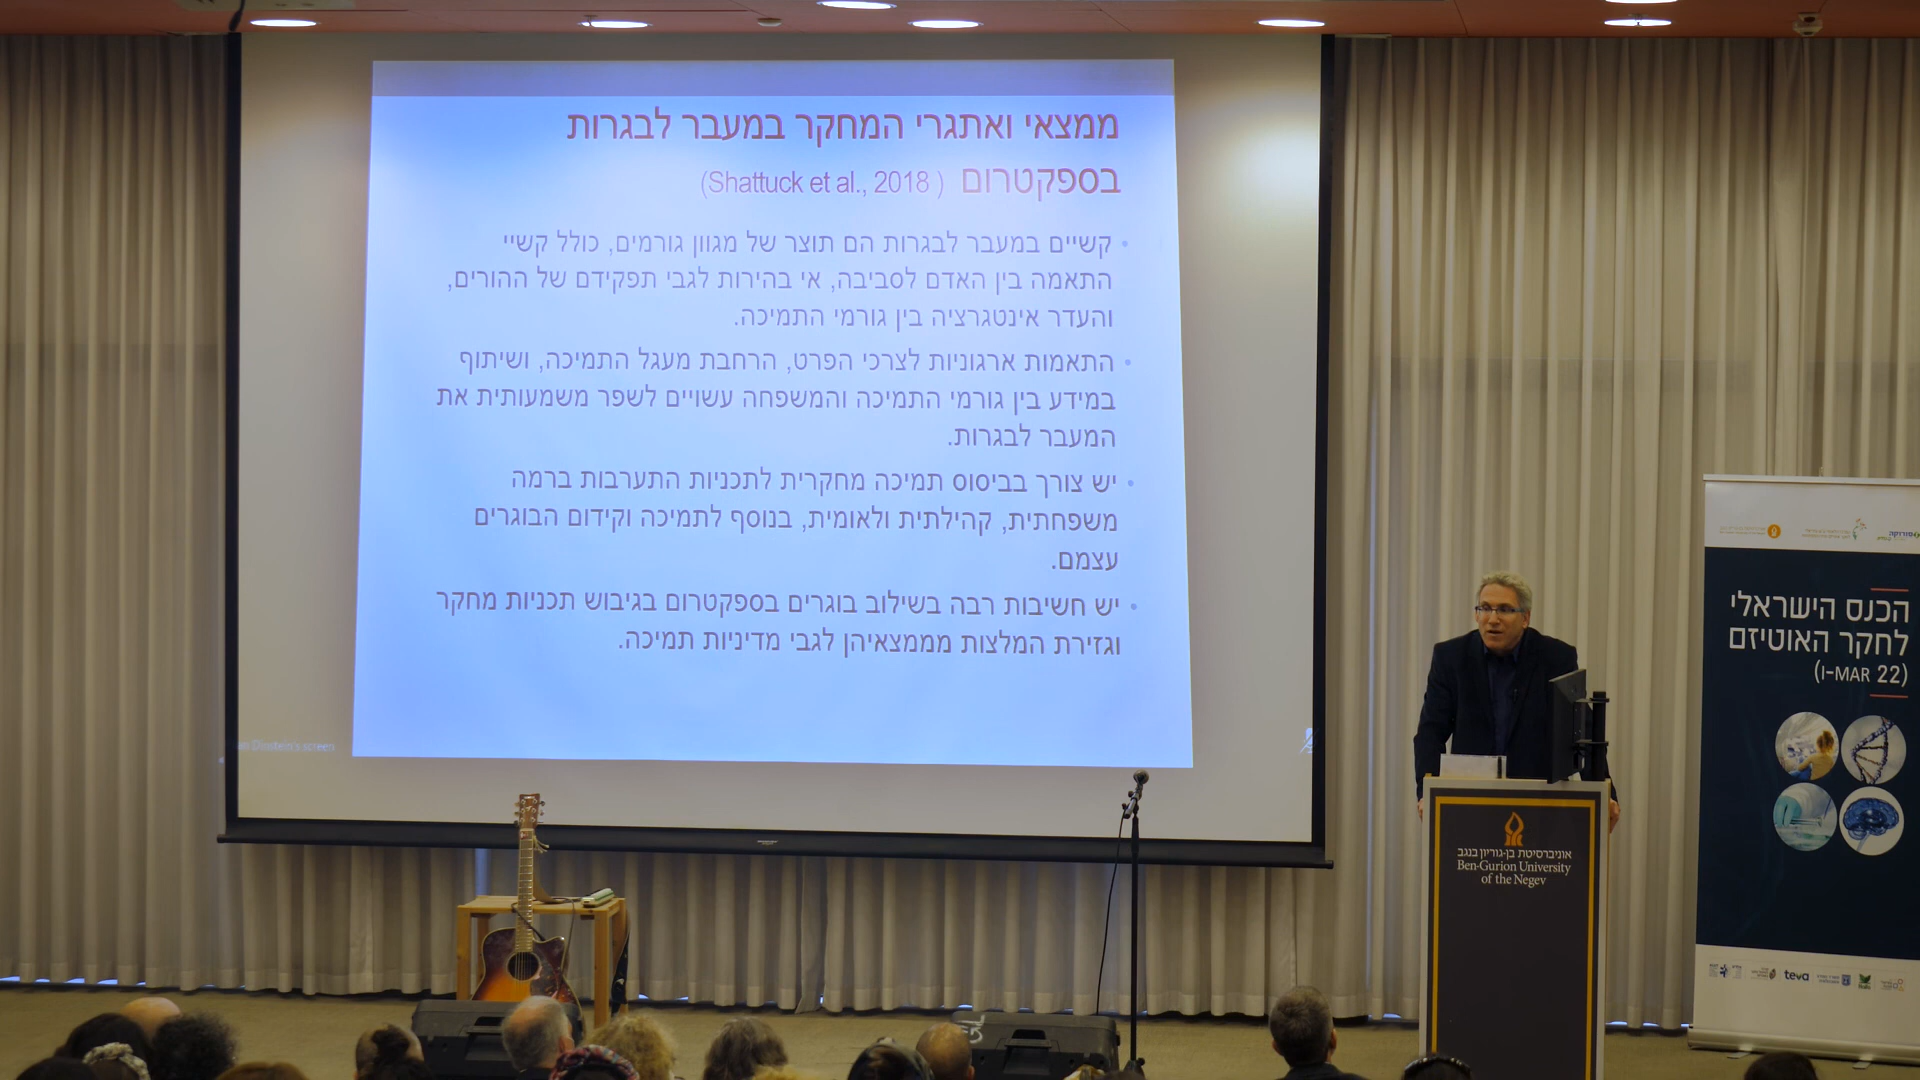 ממצאי ואתגרי המחקר במעבר לבגרות
בספקטרום (Shattuck et al., 2018 )
• קשיים במעבר לבגרות הם תוצר של מגוון גורמים, כולל קשיי
התאמה בין האדם לסביבה, אי בהירות לגבי תפקידם של ההורים,
והעדר אינטגרציה בין גורמי התמיכה.
• התאמות ארגוניות לצרכי הפרט, הרחבת מעגל התמיכה, ושיתוף
במידע בין גורמי התמיכה והמשפחה עשויים לשפר משמעותית את
המעבר לבגרות.
• יש צורך בביסוס תמיכה מחקרית לתכניות התערבות ברמה
משפחתית, קהילתית ולאומית, בנוסף לתמיכה וקידום הבוגרים
עצמם.
• יש חשיבות רבה בשילוב בוגרים בספקטרום בגיבוש תכניות מחקר
וגזירת המלצות מממצאיהן לגבי מדיניות תמיכה.
Dinstein's screen
אוניברסיטת בן-גוריון בנגב
Ben-Gurion University
of the Negev
סורוקה
הכנס הישראלי
לחקר האוטיזם
(I-MAR 22)
teva